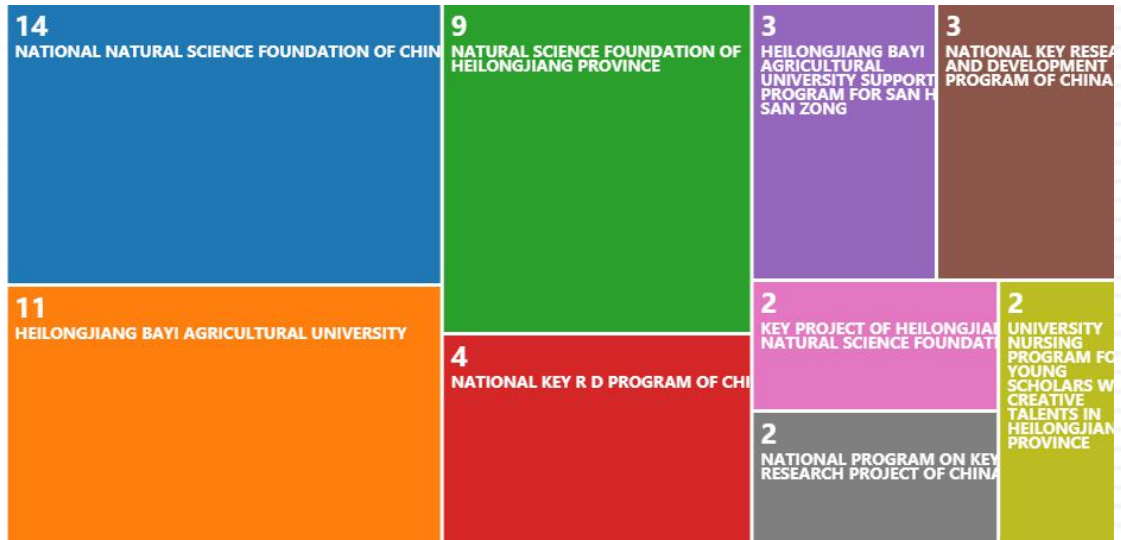 14
NATIONAL NATURAL SCIENCE FOUNDATION OF CHIN
9
NATURAL SCIENCE FOUNDATION OF
HEILONGJIANG PROVINCE
3
HEILONGJIANG BAYI
AGRICULTURAL
UNIVERSITY SUPPORT
PROGRAM FOR SAN H
SAN ZONG
3
NATIONAL KEY RESEA
AND DEVELOPMENT
PROGRAM OF CHINA
11
HEILONGJIANG BAYI AGRICULTURAL UNIVERSITY
4
NATIONAL KEY R D PROGRAM OF CHI
2
KEY PROJECT OF HEILONGJIAN
NATURAL SCIENCE FOUNDATI
2
UNIVERSITY
NURSING
PROGRAM FO
YOUNG
SCHOLARS W
CREATIVE
TALENTS IN
HEILONGJIAN
PROVINCE
2
NATIONAL PROGRAM ON KEY
RESEARCH PROJECT OF CHINA